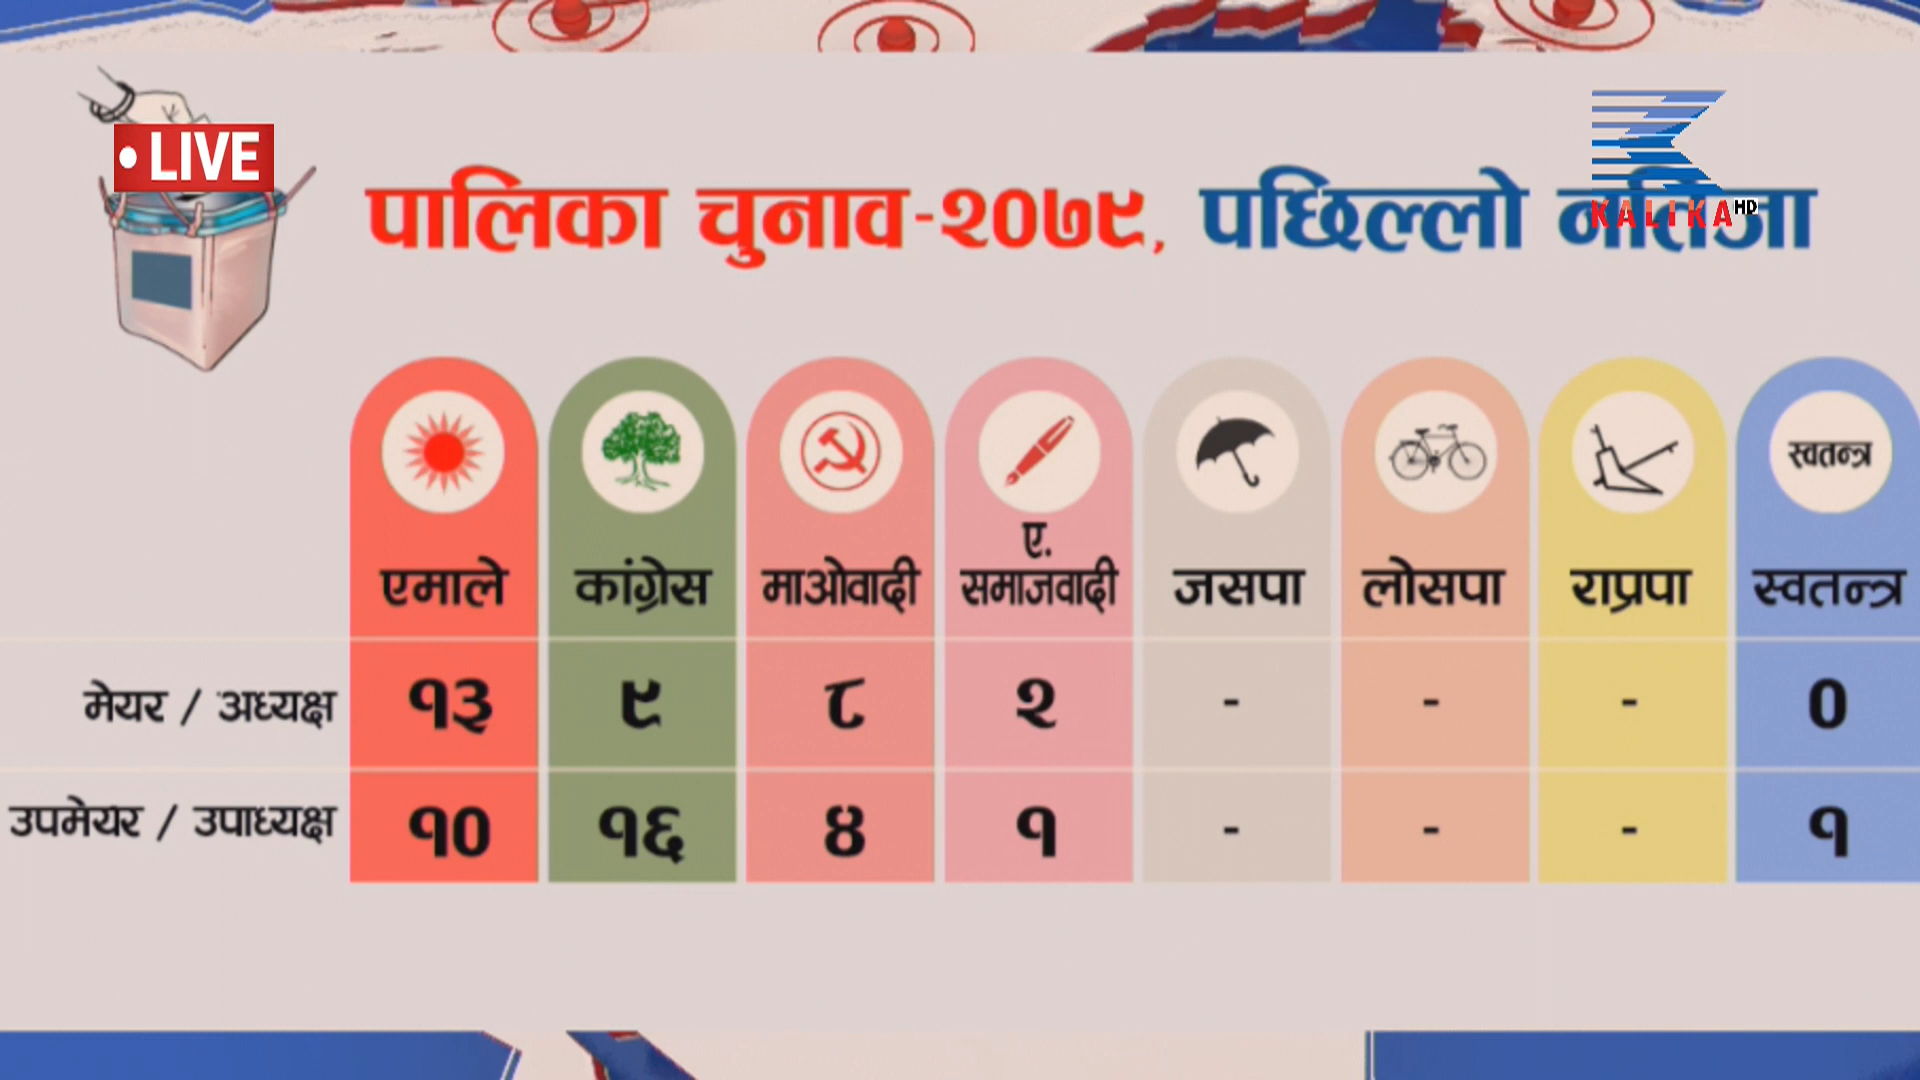 LIVE
पालिका चुनाव-२०७९, पछिल्लो नतिजा
KALIKA HD
स्वतन्त्र
एमाले कांग्रेस माओवादी ए. समाजवादी जसपा लोसपा राप्रपा स्वतन्त्र
मेयर / अध्यक्ष १३ ९ ८ २ - - - 0
उपमेयर / उपाध्यक्ष १० १६ ४ १ - - - १